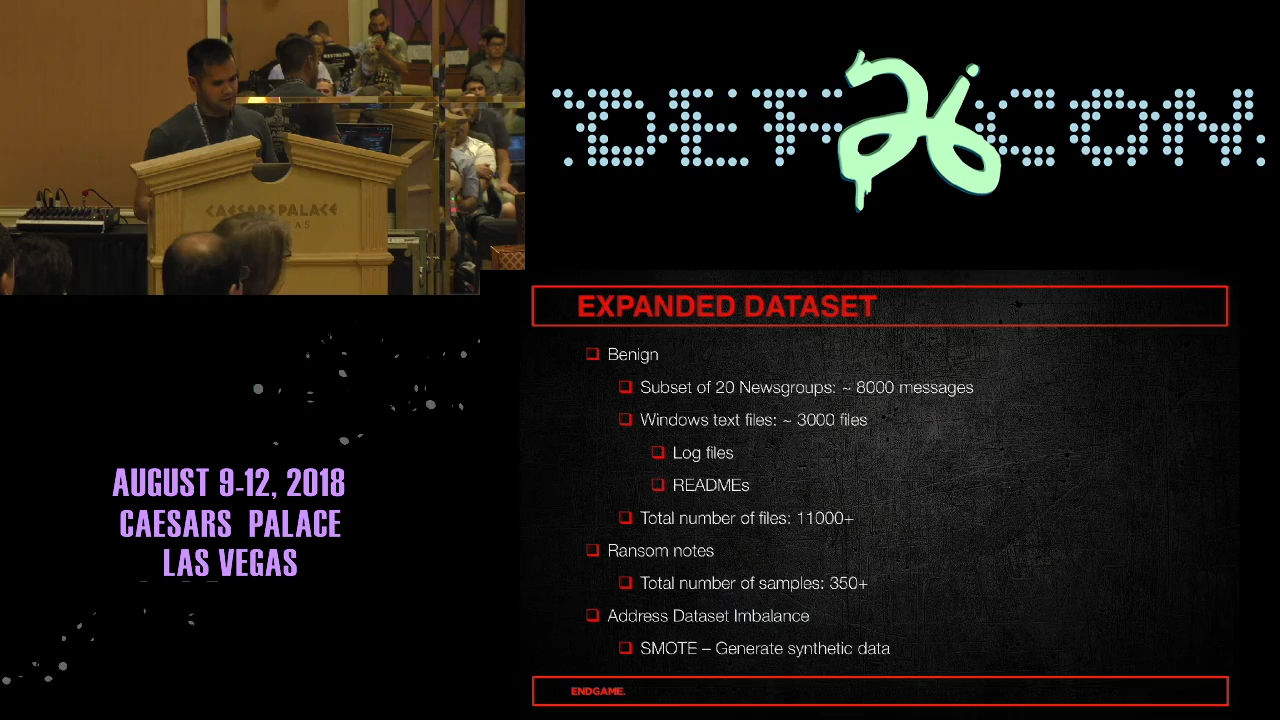 CAESARS PALACE
DEF 26 CON
EXPANDED DATASET
Benign
Subset of 20 Newsgroups: ~ 8000 messages
Windows text files: ~ 3000 files
Log files
READMEs
Total number of files: 11000+
Ransom notes
Total number of samples: 350+
Address Dataset Imbalance
SMOTE – Generate synthetic data
ENDGAME.
AUGUST 9-12, 2018
CAESARS PALACE
LAS VEGAS